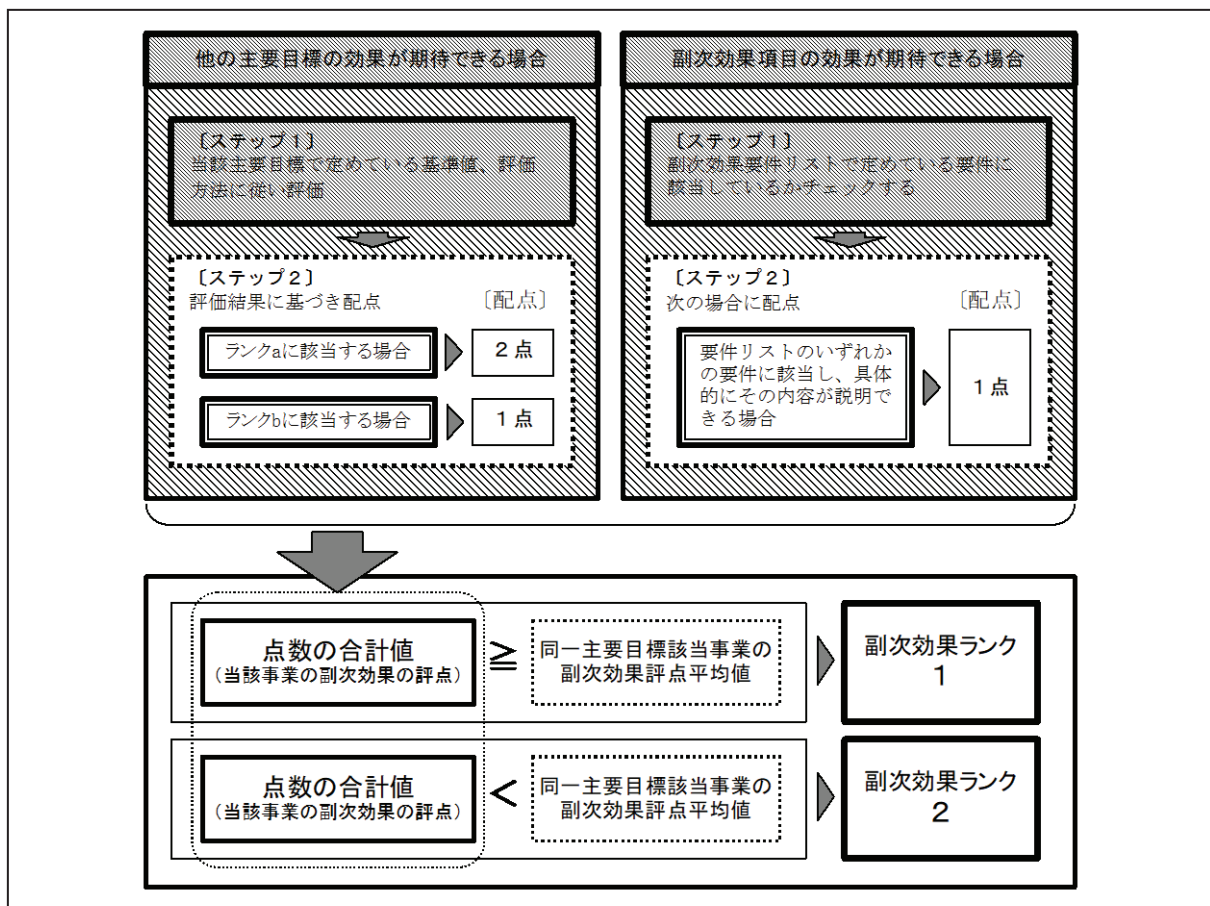 他の主要目標の効果が期待できる場合
〔ステップ１〕
当該主要目標で定めている基準値、評価
方法に従い評価
〔ステップ２〕
評価結果に基づき配点
〔配点〕
ランクaに該当する場合
２点
ランクbに該当する場合
１点
副次効果項目の効果が期待できる場合
〔ステップ１〕
副次効果要件リストで定めている要件に
該当しているかチェックする
〔ステップ２〕
次の場合に配点
〔配点〕
要件リストのいずれか
の要件に該当し、具体
的にその内容が説明で
きる場合
１点
点数の合計値
（当該事業の副次効果の評点）
≧
同一主要目標該当事業の
副次効果評点平均値
副次効果ランク
１
点数の合計値
（当該事業の副次効果の評点）
＜
同一主要目標該当事業の
副次効果評点平均値
副次効果ランク
２